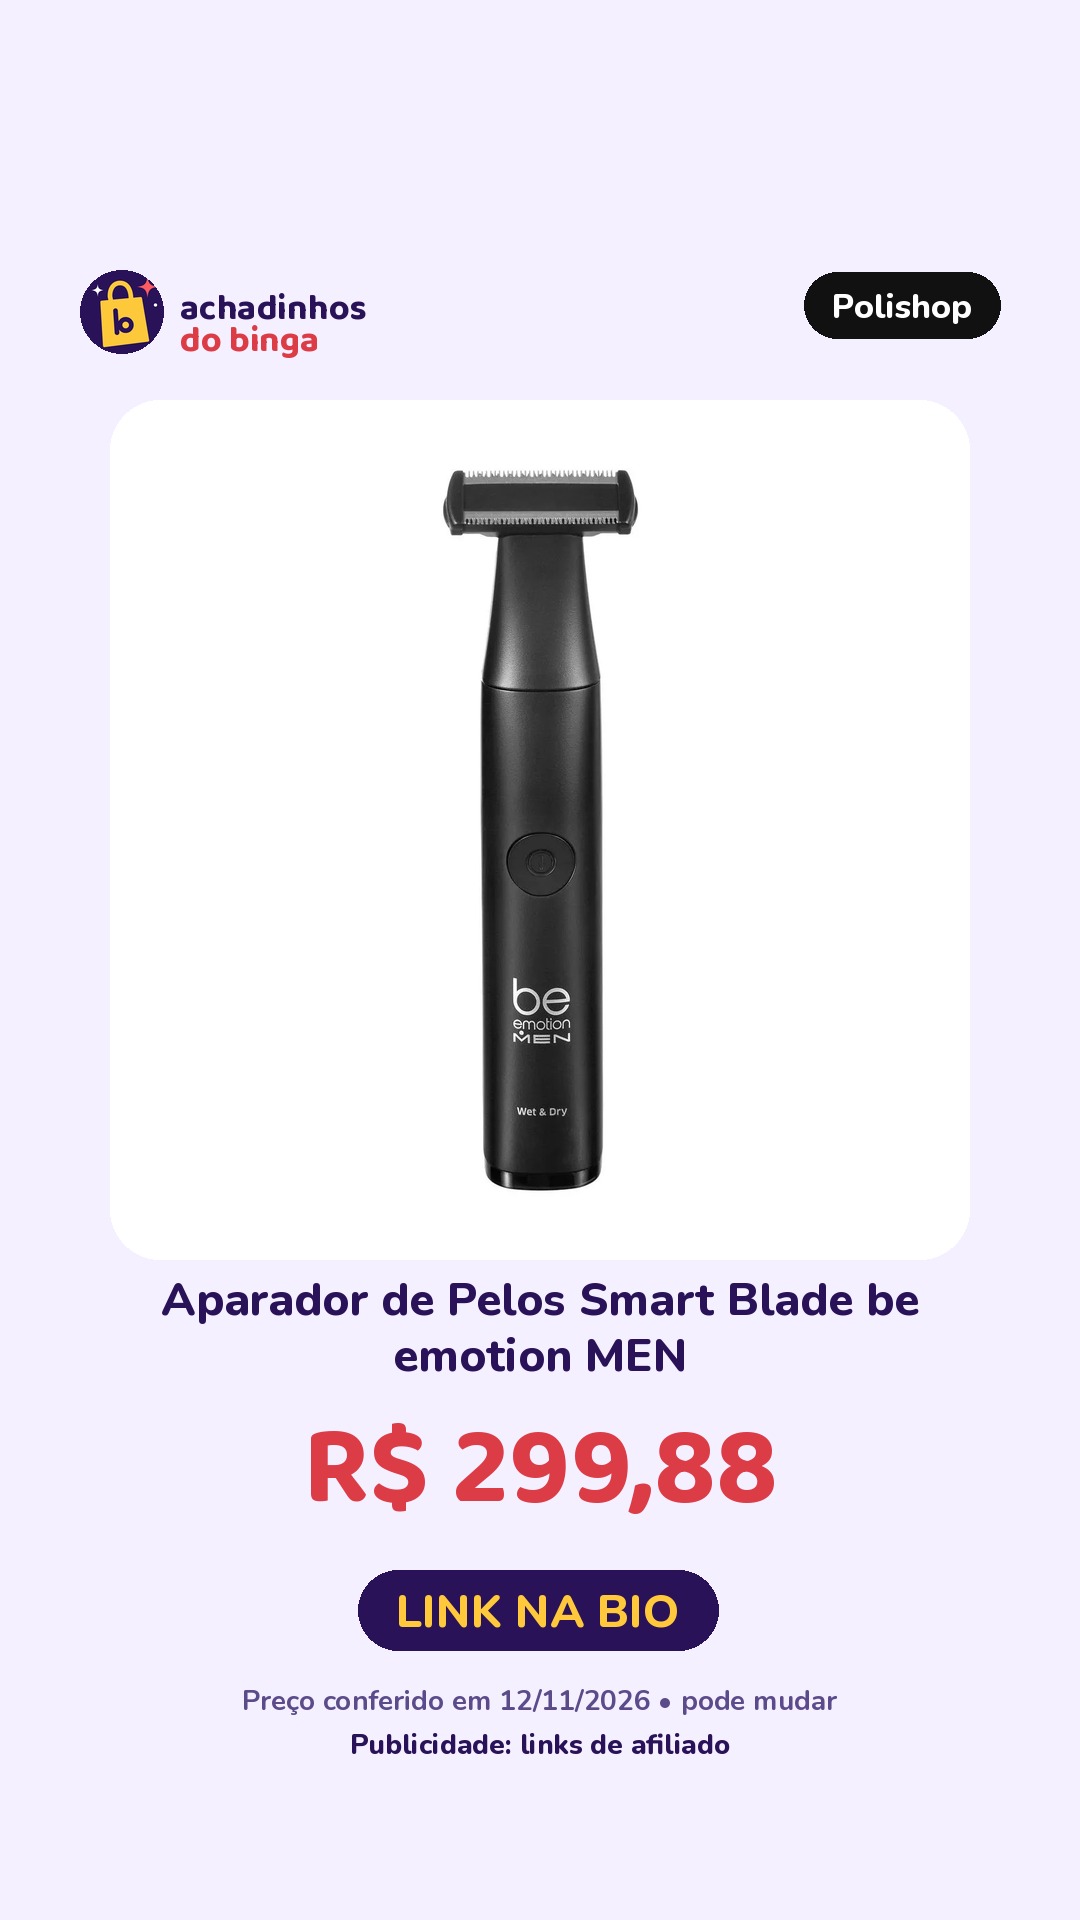 achadinhos
do binga
Polishop
be
emotion
MEN
Wet & Dry
Aparador de Pelos Smart Blade be
emotion MEN
R$ 299,88
LINK NA BIO
Preço conferido em 12/11/2026 • pode mudar
Publicidade: links de afiliado